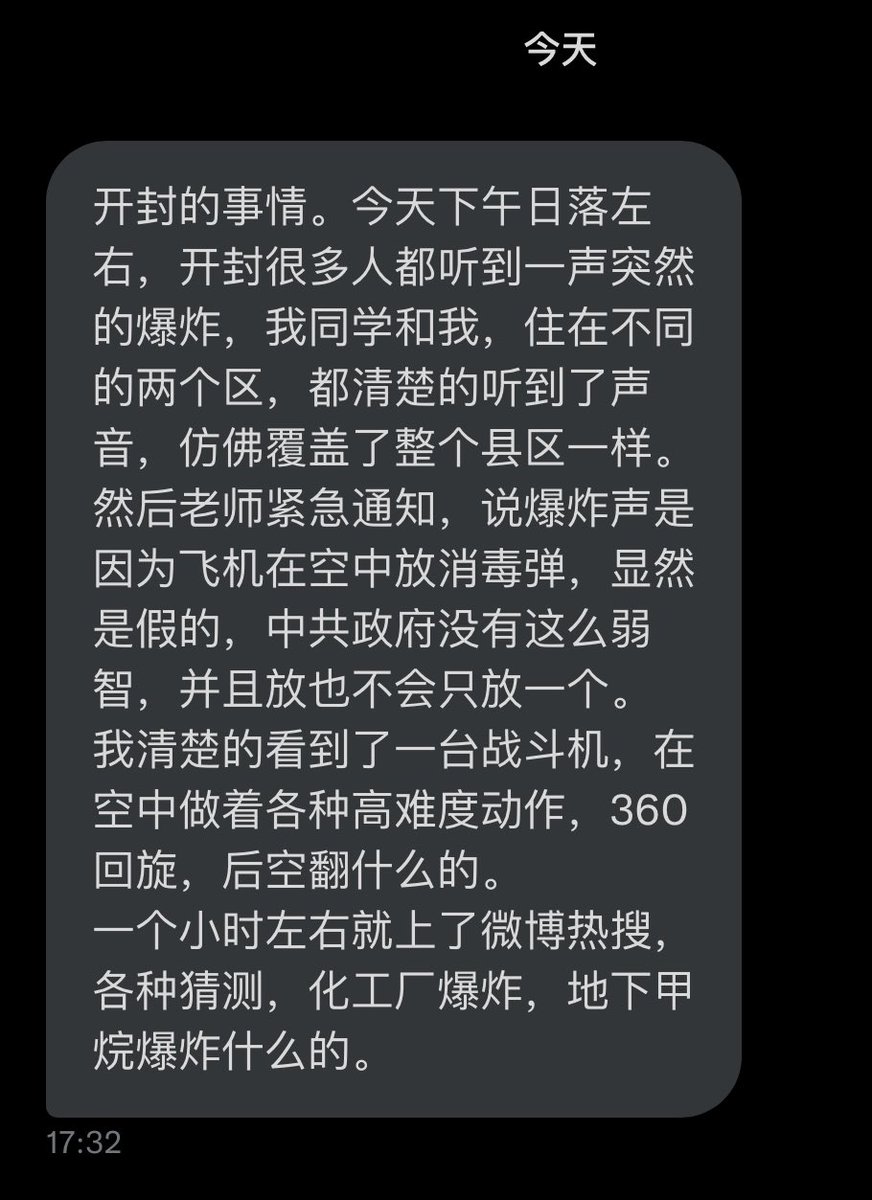 今天
开封的事情。今天下午日落左
右，开封很多人都听到一声突然
的爆炸，我同学和我，住在不同
的两个区，都清楚的听到了声
音，仿佛覆盖了整个县区一样。
然后老师紧急通知，说爆炸声是
因为飞机在空中放消毒弹，显然
是假的，中共政府没有这么弱
智，并且放也不会只放一个。
我清楚的看到了一台战斗机，在
空中做着各种高难度动作，360
回旋，后空翻什么的。
一个小时左右就上了微博热搜，
各种猜测，化工厂爆炸，地下甲
烷爆炸什么的。
17:32